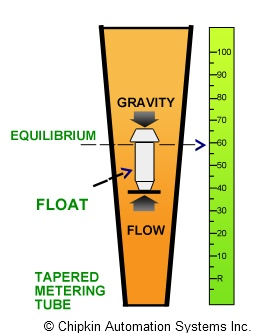 100
90
GRAVITY
80
70
EQUILIBRIUM
60
50
40
FLOAT
FLOW
30
20
R
TAPERED
METERING
TUBE
10
© Chipkin Automation Systems Inc.